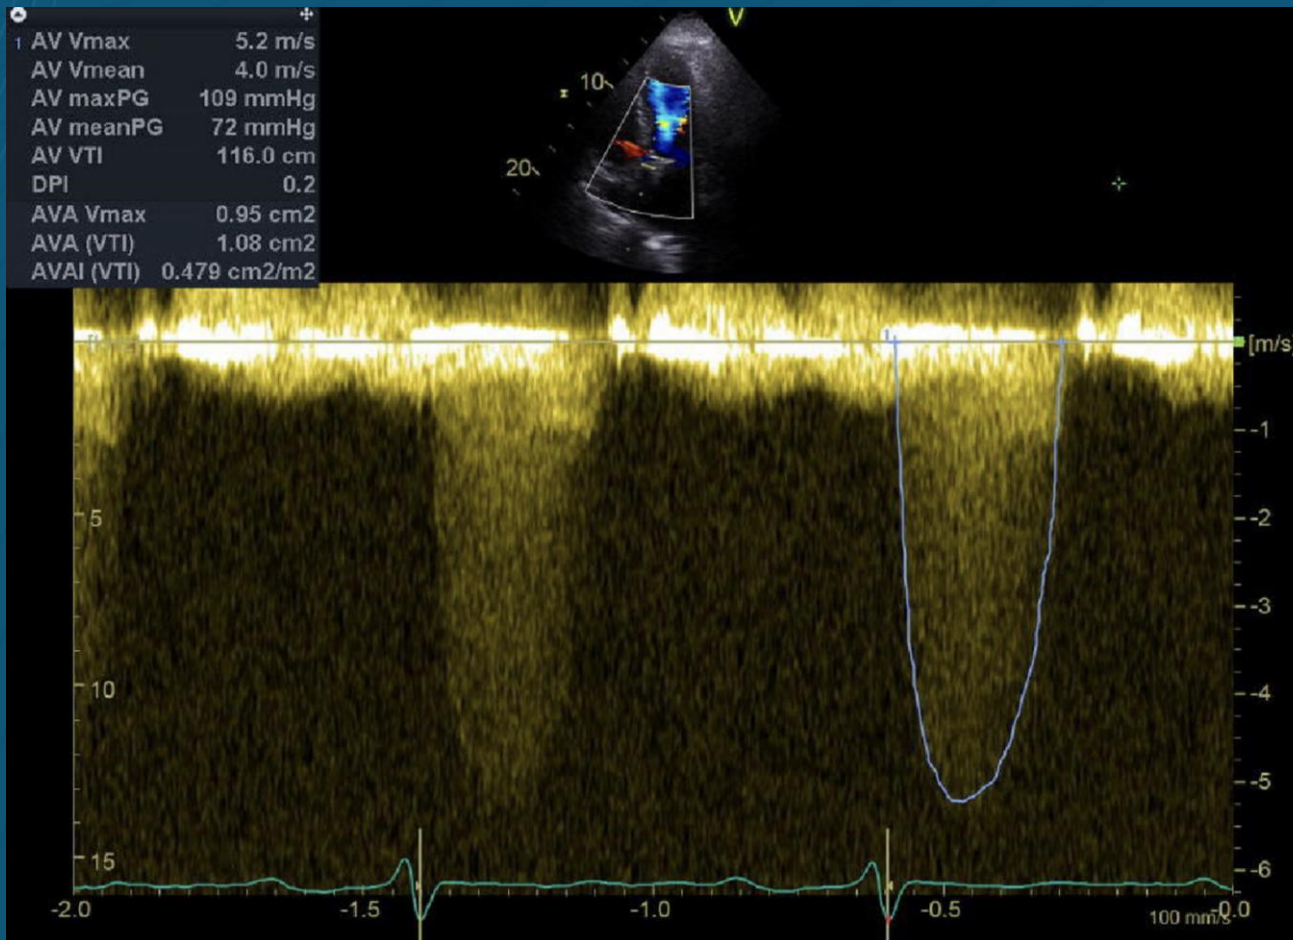 V
1 AV Vmax 5.2 m/s
AV Vmean 4.0 m/s
AV maxPG 109 mmHg
AV meanPG 72 mmHg
AV VTI 116.0 cm
DPI 0.2
AVA Vmax 0.95 cm2
AVA (VTI) 1.08 cm2
AVAI (VTI) 0.479 cm2/m2
10
20
1
[m/s
-1
5
-2
-3
10
-4
-5
15
-6
-2.0 -1.5 -1.0 -0.5 -0.0
100 mm/s